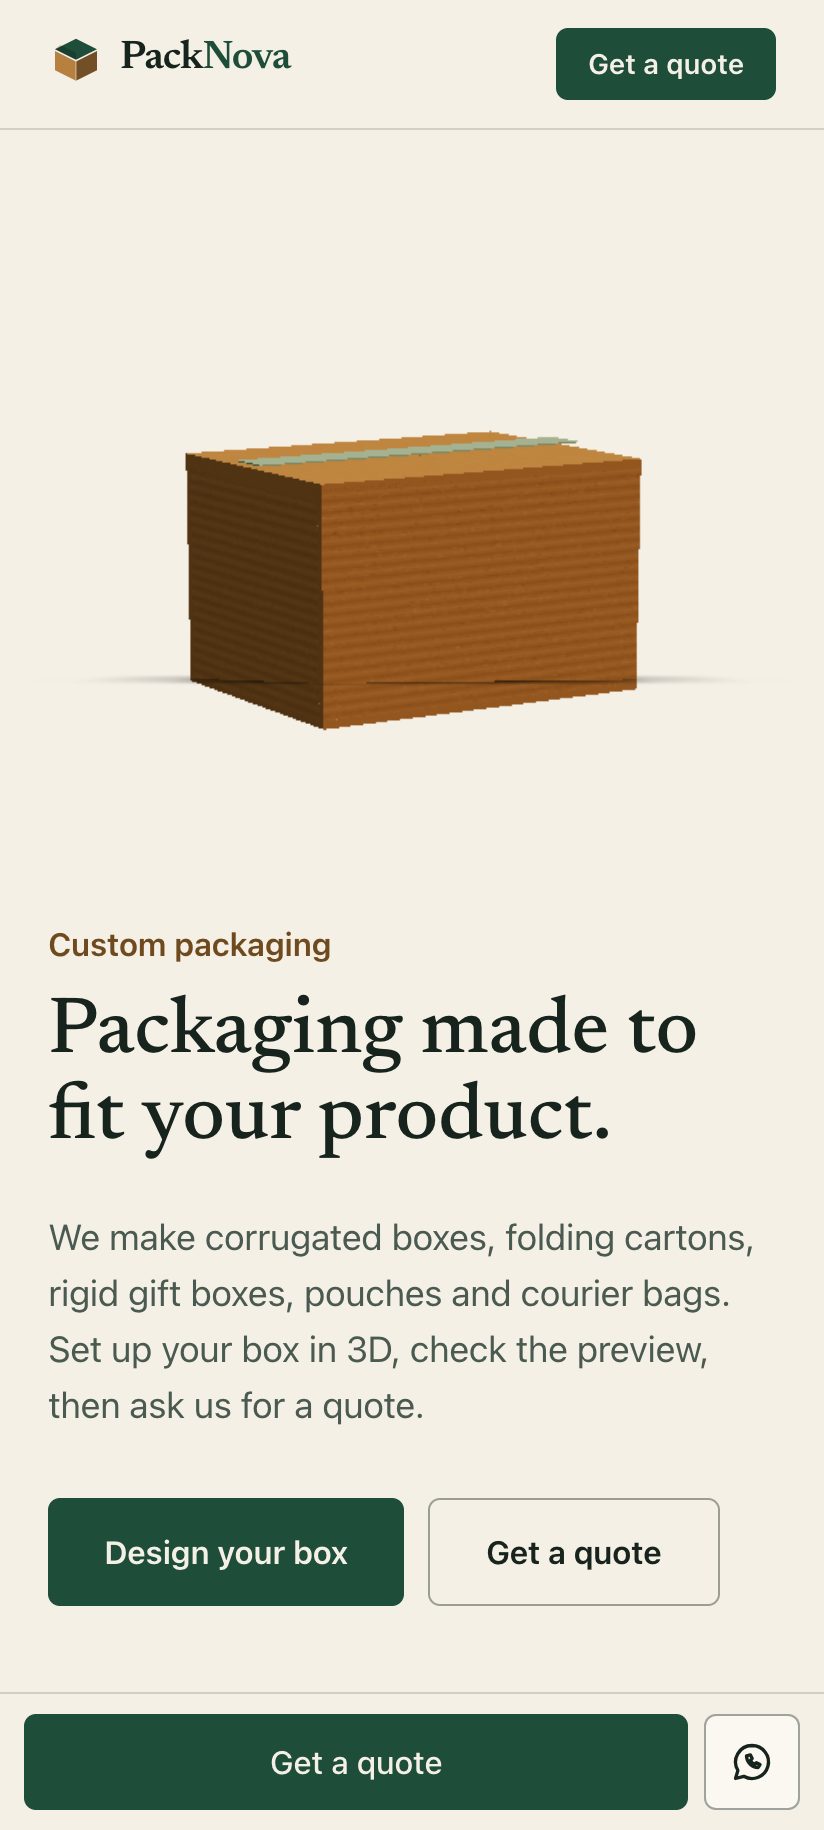 PackNova
Get a quote
Custom packaging
Packaging made to
fit your product.
We make corrugated boxes, folding cartons,
rigid gift boxes, pouches and courier bags.
Set up your box in 3D, check the preview,
then ask us for a quote.
Design your box
Get a quote
Get a quote